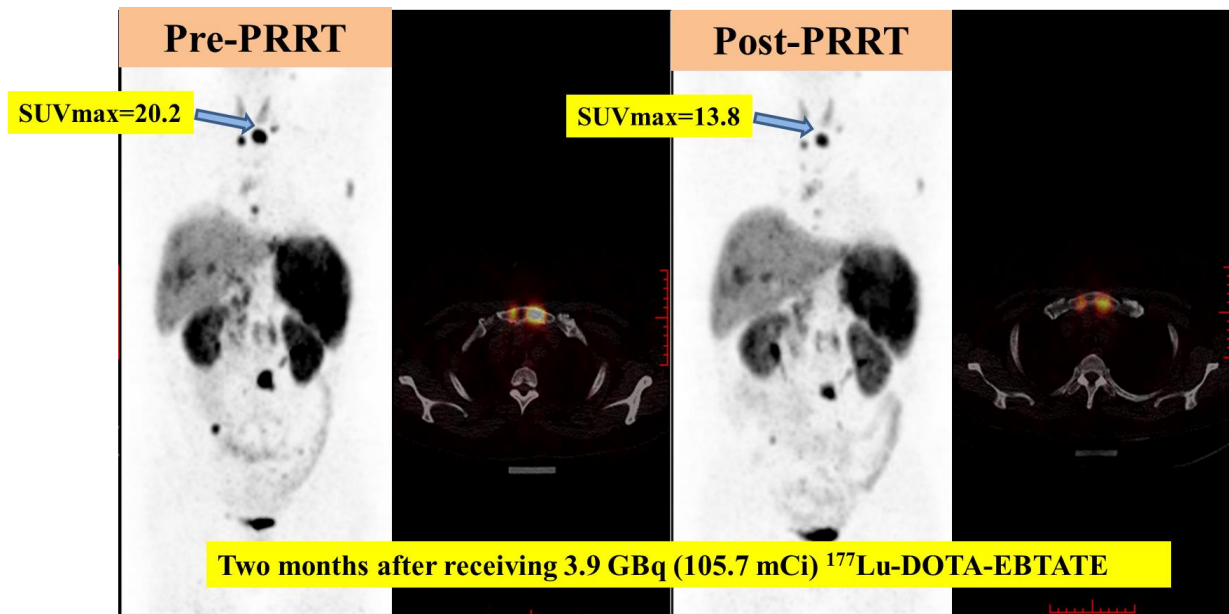 Pre-PRRT
Post-PRRT
SUVmax=20.2
SUVmax=13.8
Two months after receiving 3.9 GBq (105.7 mCi) ¹⁷⁷Lu-DOTA-EBTATE